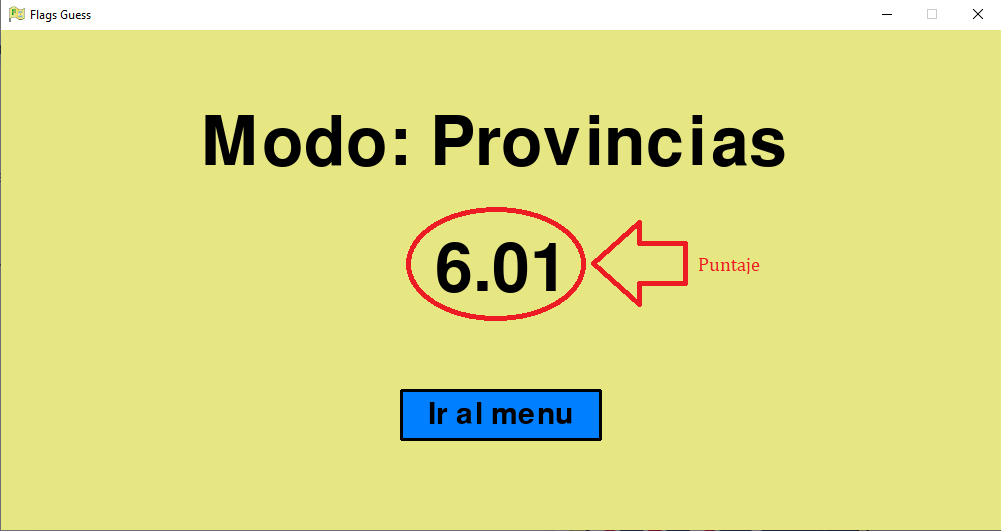 Flags Guess
Modo: Provincias
6.01
Puntaje
Ir al menu